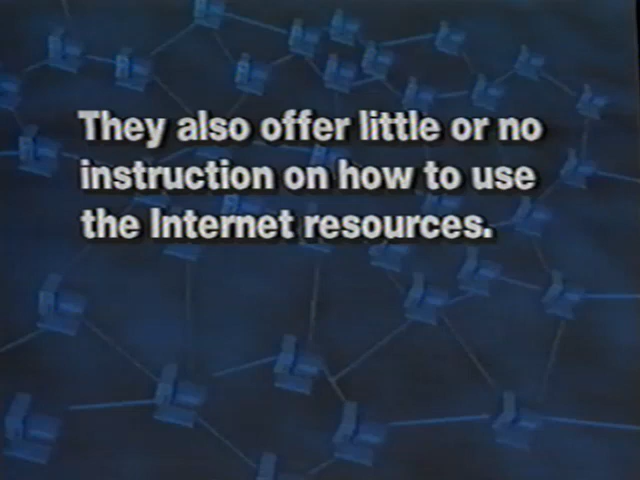 They also offer little or no
instruction on how to use
the Internet resources.